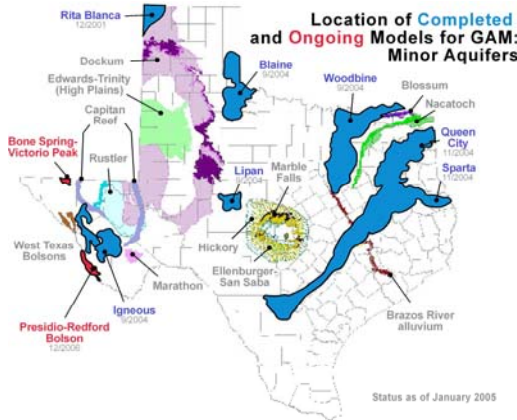 Location of Completed
and Ongoing Models for GAM:
Minor Aquifers
Rita Blanca
12/2001
Dockum
Edwards-Trinity
(High Plains)
Capitan
Reef
Bone Spring-
Victorio Peak
Rustler
Blaine
9/2004
Woodbine
9/2004
Blossum
Nacatoch
Queen
City
11/2004
Sparta
11/2004
Lipan
9/2004
Marble
Falls
Hickory
West Texas
Bolsons
Marathon
Ellenburger-
San Saba
Igneous
9/2004
Brazos River
alluvium
Presidio-Redford
Bolson
12/2006
Status as of January 2005